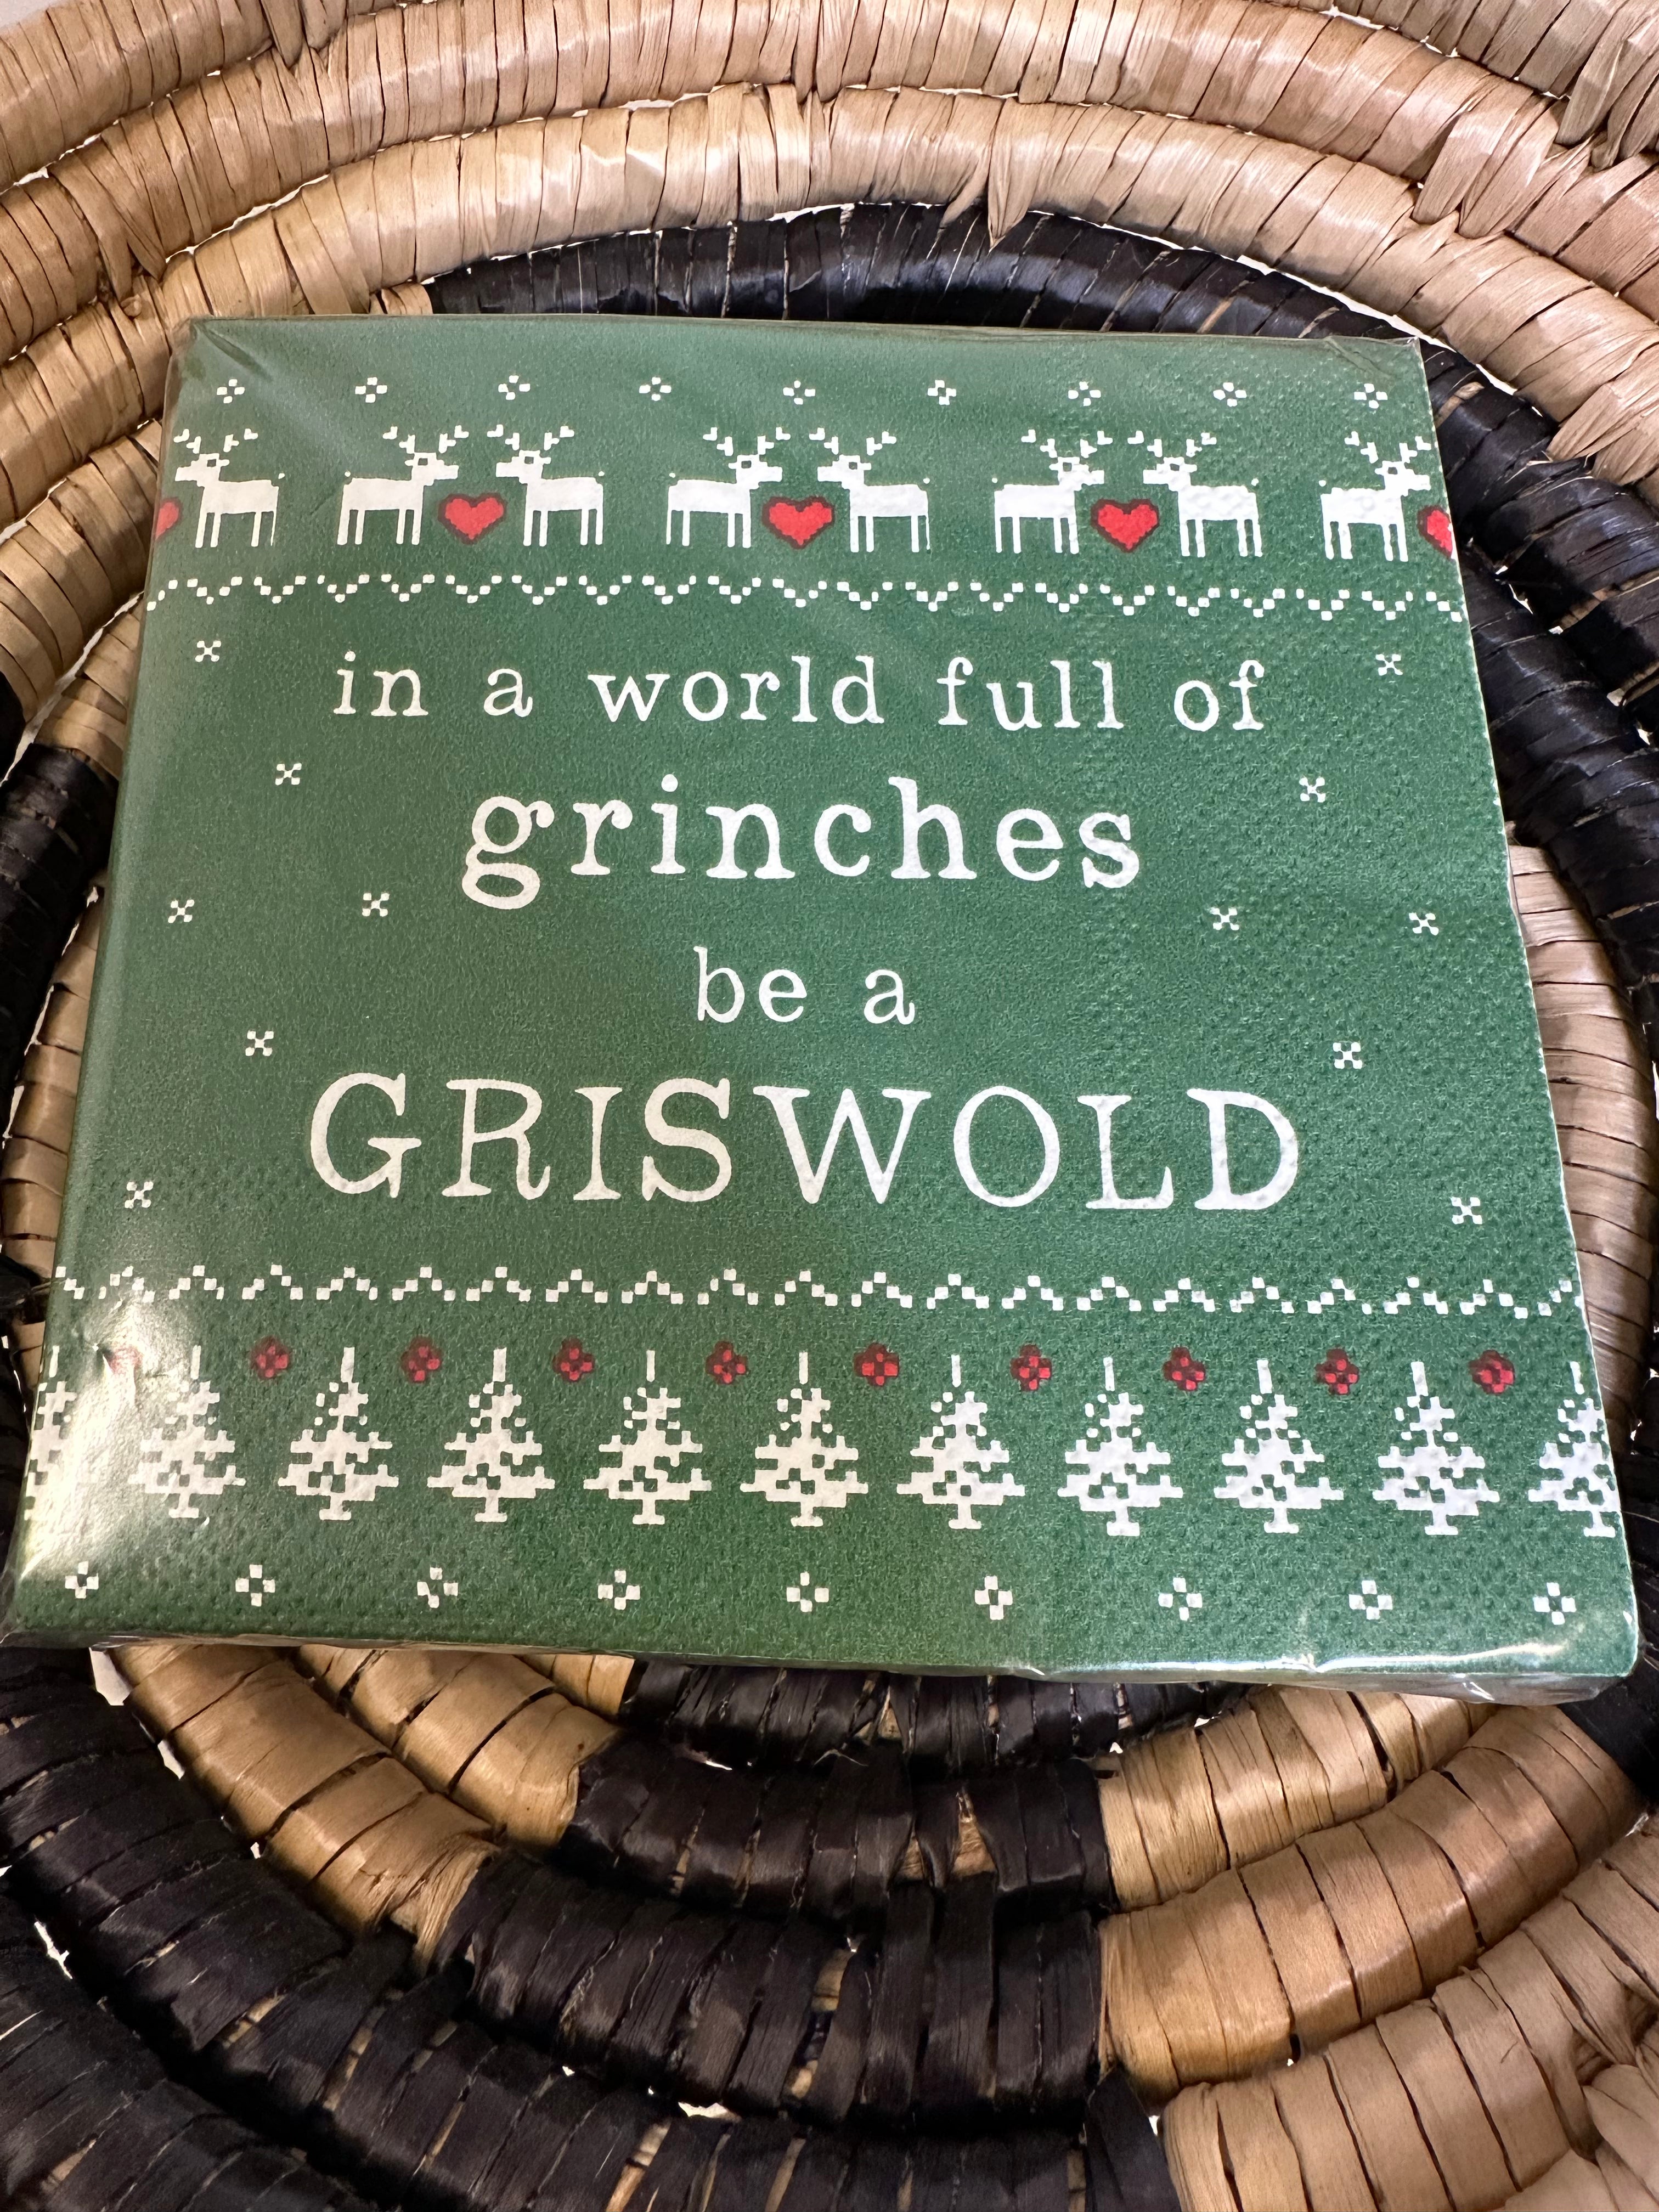 in a world full of
grinches
be a
GRISWOLD